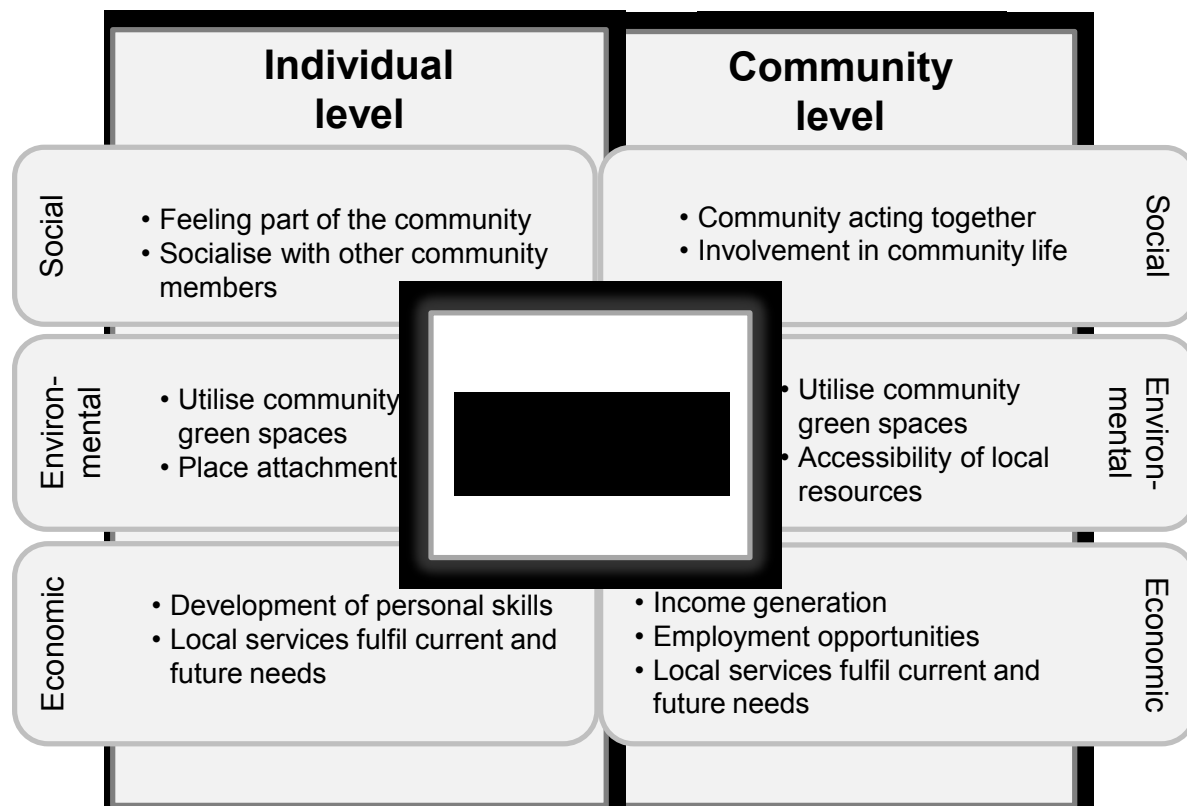 Individual
level
Social
• Feeling part of the community
• Socialise with other community
members
Environ-
mental
• Utilise community
green spaces
• Place attachment
Economic
• Development of personal skills
• Local services fulfil current and
future needs
Community
level
Social
• Community acting together
• Involvement in community life
Environ-
mental
• Utilise community
green spaces
• Accessibility of local
resources
Economic
• Income generation
• Employment opportunities
• Local services fulfil current and
future needs